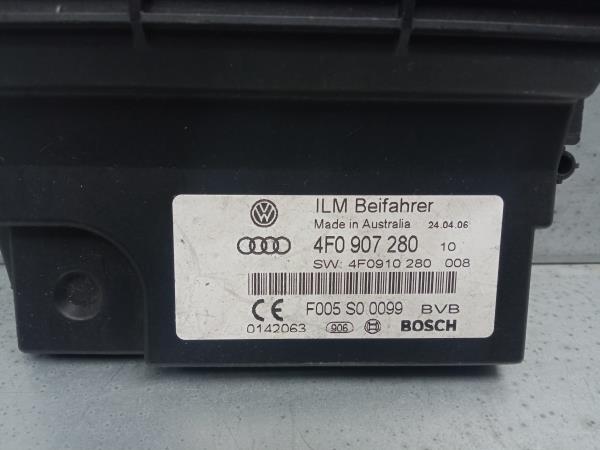 ILM Beifahrer
Made in Australia 24.04.06
4F0 907 280 10
SW: 4F0910 280 008
CE F005 S0 0099 BVB
0142063 906 BOSCH